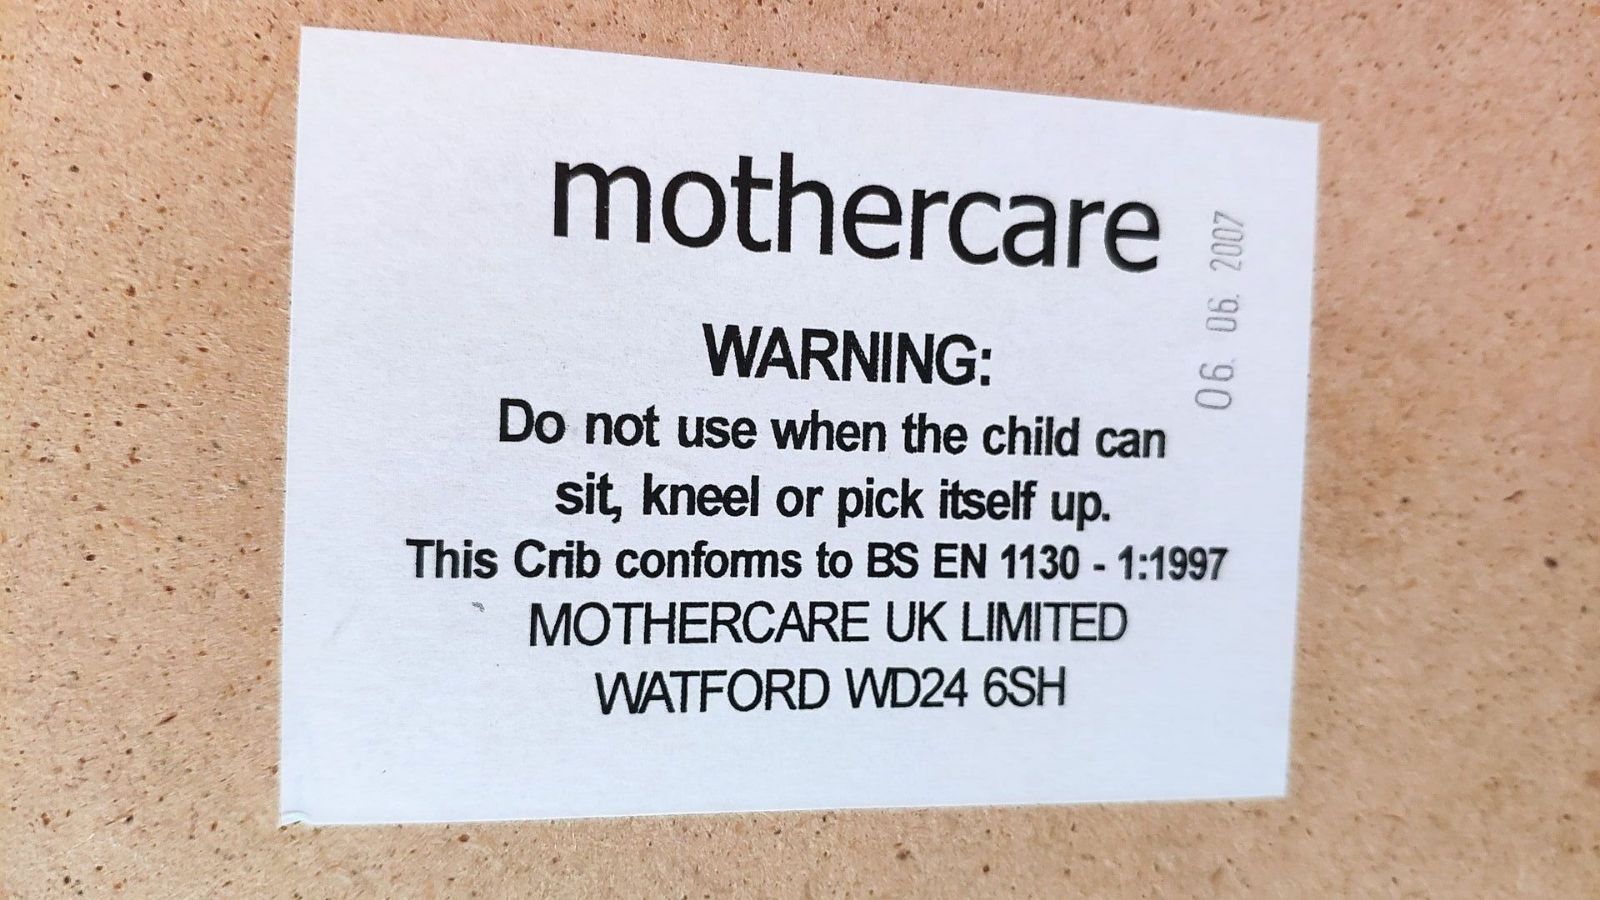 mothercare
06. 06. 2007
WARNING:
Do not use when the child can
sit, kneel or pick itself up.
This Crib conforms to BS EN 1130 - 1:1997
MOTHERCARE UK LIMITED
WATFORD WD24 6SH